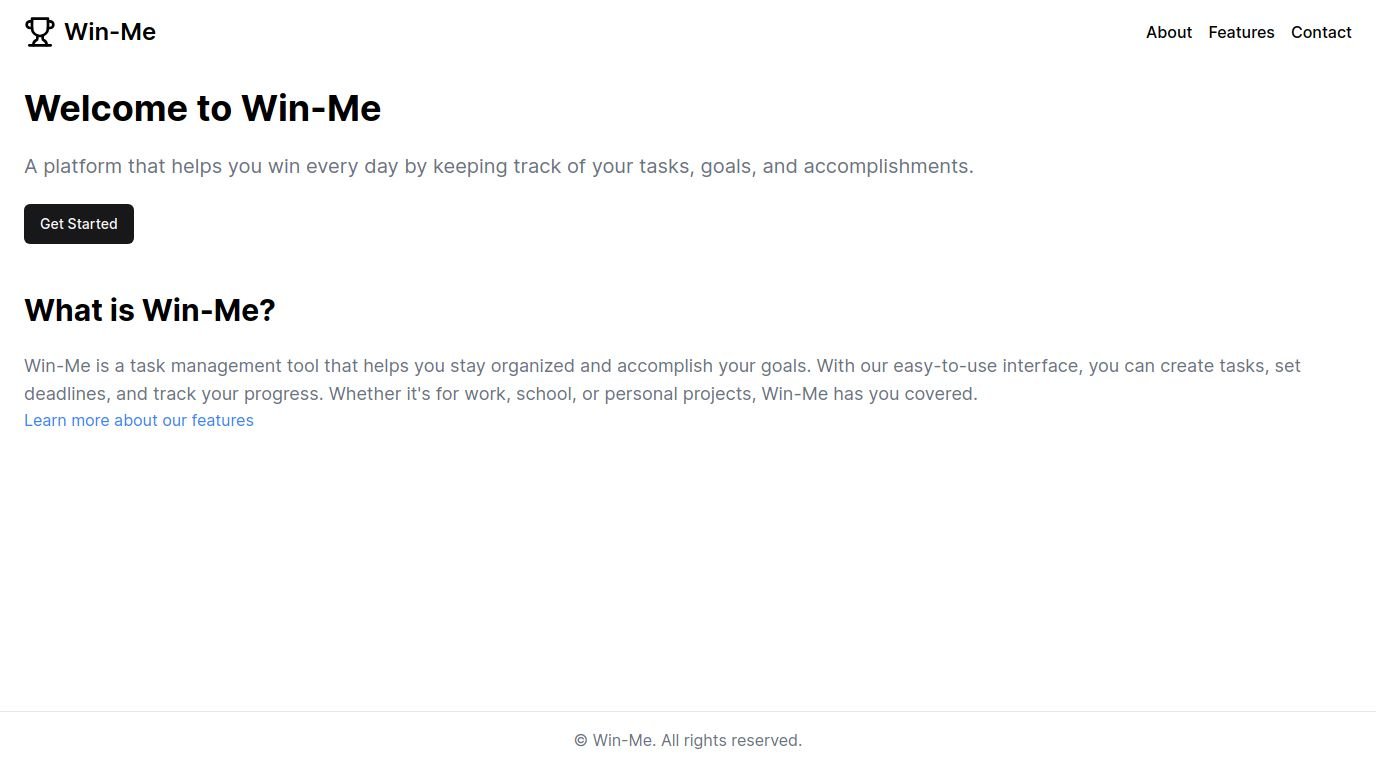 Win-Me
About Features Contact
Welcome to Win-Me
A platform that helps you win every day by keeping track of your tasks, goals, and accomplishments.
Get Started
What is Win-Me?
Win-Me is a task management tool that helps you stay organized and accomplish your goals. With our easy-to-use interface, you can create tasks, set
deadlines, and track your progress. Whether it's for work, school, or personal projects, Win-Me has you covered.
Learn more about our features
© Win-Me. All rights reserved.